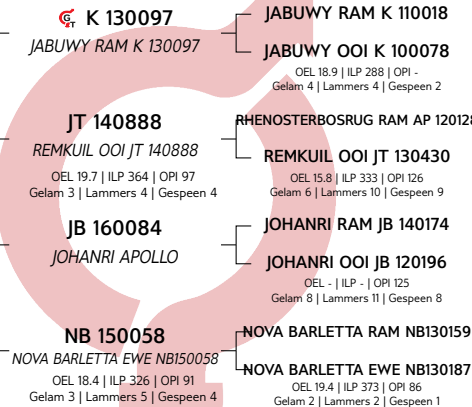 K 130097
JABUWY RAM K 130097
JABUWY RAM K 110018
JABUWY OOI K 100078
OEL 18.9 | ILP 288 | OPI -
Gelam 4 | Lammers 4 | Gespeen 2
JT 140888
REMKUIL OOI JT 140888
OEL 19.7 | ILP 364 | OPI 97
Gelam 3 | Lammers 4 | Gespeen 4
RHENOSTERBOSRUG RAM AP 120128
REMKUIL OOI JT 130430
OEL 15.8 | ILP 333 | OPI 126
Gelam 6 | Lammers 10 | Gespeen 9
JB 160084
JOHANRI APOLLO
JOHANRI RAM JB 140174
JOHANRI OOI JB 120196
OEL - | ILP - | OPI 125
Gelam 8 | Lammers 11 | Gespeen 8
NB 150058
NOVA BARLETTA EWE NB150058
OEL 18.4 | ILP 326 | OPI 91
Gelam 3 | Lammers 5 | Gespeen 4
NOVA BARLETTA RAM NB130159
NOVA BARLETTA EWE NB130187
OEL 19.4 | ILP 373 | OPI 86
Gelam 2 | Lammers 2 | Gespeen 1